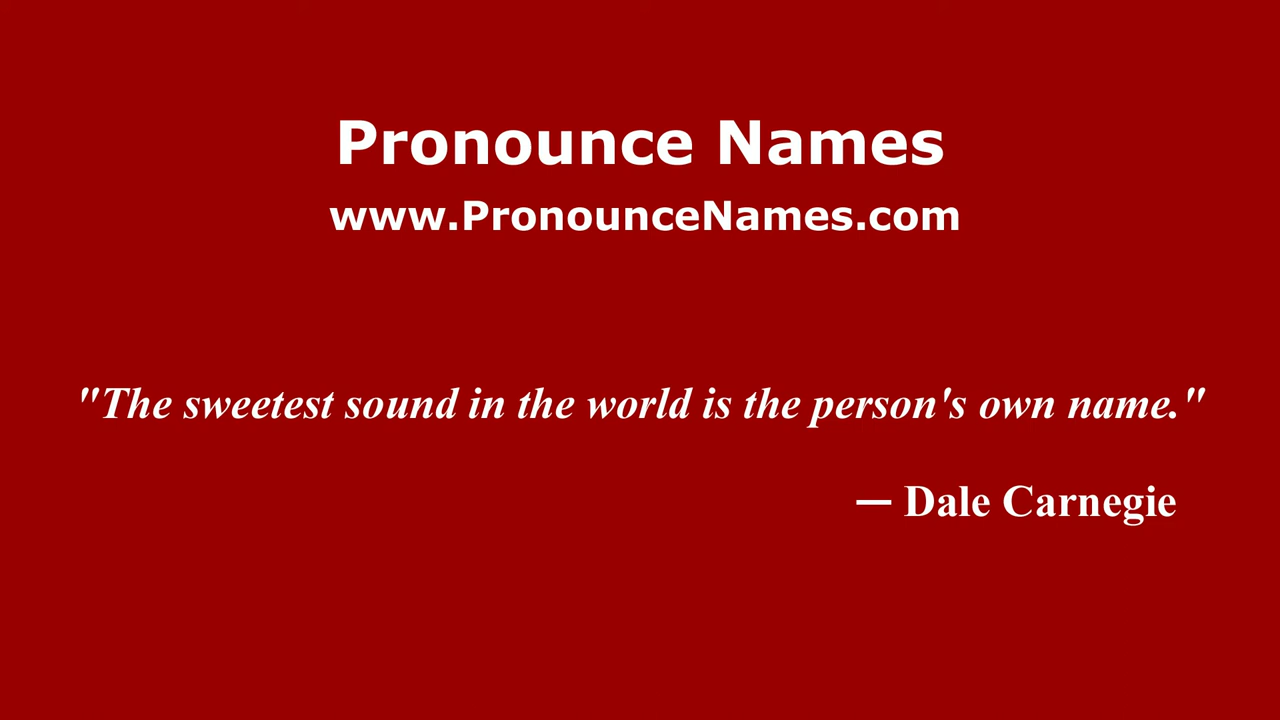 Pronounce Names
www.PronounceNames.com
"The sweetest sound in the world is the person's own name."
— Dale Carnegie